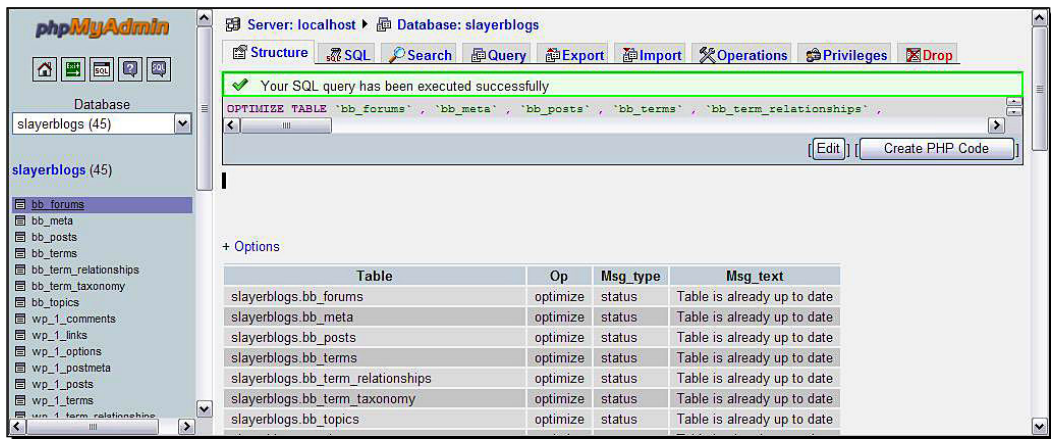 phpMyAdmin
SQL
SQL
Database
slayerblogs (45)
slayerblogs (45)
bb_forums
bb_meta
bb_posts
bb_terms
bb_term_relationships
bb_term_taxonomy
bb_topics
wp_1_comments
wp_1_links
wp_1_options
wp_1_postmeta
wp_1_posts
wp_1_terms
wp_1_term_relationships
Server: localhost Database: slayerblogs
Structure SQL Search Query Export Import Operations Privileges Drop
Your SQL query has been executed successfully
OPTIMIZE TABLE `bb_forums` , `bb_meta` , `bb_posts` , `bb_terms` , `bb_term_relationships` ,
[Edit] [ Create PHP Code ]
+ Options
Table Op Msg_type Msg_text
slayerblogs.bb_forums optimize status Table is already up to date
slayerblogs.bb_meta optimize status Table is already up to date
slayerblogs.bb_posts optimize status Table is already up to date
slayerblogs.bb_terms optimize status Table is already up to date
slayerblogs.bb_term_relationships optimize status Table is already up to date
slayerblogs.bb_term_taxonomy optimize status Table is already up to date
slayerblogs.bb_topics optimize status Table is already up to date